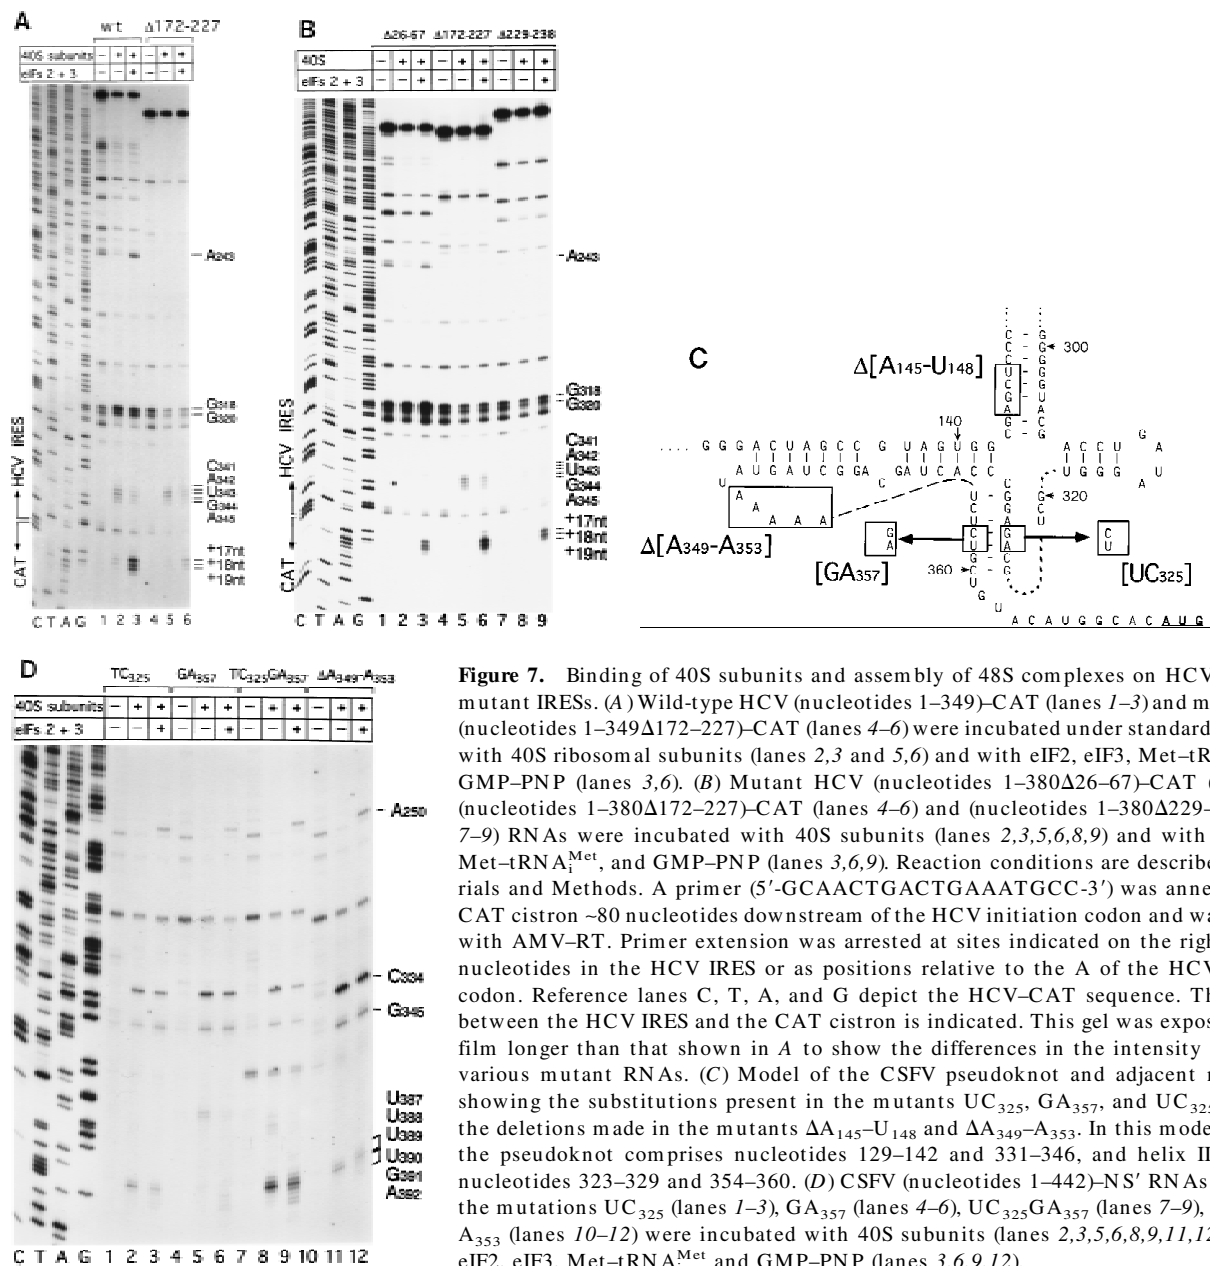 A
wt Δ172-227
40S subunits – + + – + +
eIFs 2 + 3 – – + – – +
A243
G318
G320
C341
A342
U343
G344
A345
+17nt
+18nt
+19nt
HCV IRES
CAT
C T A G 1 2 3 4 5 6
B
Δ26-67 Δ172-227 Δ229-238
40S – + + – + + – + +
eIFs 2 + 3 – – + – – + – – +
A243
G318
G320
C341
A342
U343
G344
A345
+17nt
+18nt
+19nt
HCV IRES
CAT
C T A G 1 2 3 4 5 6 7 8 9
C
Δ[A145-U148]
300
140
.... G G G A C U A G C C G U A G U G G A C C U G A
320
Δ[A349-A353]
[GA357]
[UC325]
360
A C A U G G C A C A U G
D
TC325 GA357 TC325GA357 ΔA349-A353
40S subunits – + + – + + – + + – + +
eIFs 2 + 3 – – + – – + – – + – – +
A250
C334
G345
U387
U388
U389
U390
G391
A392
C T A G 1 2 3 4 5 6 7 8 9 10 11 12
Figure 7. Binding of 40S subunits and assembly of 48S complexes on HCV
mutant IRESs. (A) Wild-type HCV (nucleotides 1–349)–CAT (lanes 1–3) and m
(nucleotides 1–349Δ172–227)–CAT (lanes 4–6) were incubated under standard
with 40S ribosomal subunits (lanes 2,3 and 5,6) and with eIF2, eIF3, Met–tR
GMP–PNP (lanes 3,6). (B) Mutant HCV (nucleotides 1–380Δ26–67)–CAT (
(nucleotides 1–380Δ172–227)–CAT (lanes 4–6) and (nucleotides 1–380Δ229–
7–9) RNAs were incubated with 40S subunits (lanes 2,3,5,6,8,9) and with
Met–tRNAiMet, and GMP–PNP (lanes 3,6,9). Reaction conditions are describe
rials and Methods. A primer (5′-GCAACTGACTGAAATGCC-3′) was anne
CAT cistron ~80 nucleotides downstream of the HCV initiation codon and wa
with AMV–RT. Primer extension was arrested at sites indicated on the righ
nucleotides in the HCV IRES or as positions relative to the A of the HCV
codon. Reference lanes C, T, A, and G depict the HCV–CAT sequence. Th
between the HCV IRES and the CAT cistron is indicated. This gel was expos
film longer than that shown in A to show the differences in the intensity
various mutant RNAs. (C) Model of the CSFV pseudoknot and adjacent r
showing the substitutions present in the mutants UC325, GA357, and UC325
the deletions made in the mutants ΔA145–U148 and ΔA349–A353. In this mode
the pseudoknot comprises nucleotides 129–142 and 331–346, and helix II
nucleotides 323–329 and 354–360. (D) CSFV (nucleotides 1–442)–NS′ RNAs
the mutations UC325 (lanes 1–3), GA357 (lanes 4–6), UC325GA357 (lanes 7–9),
A353 (lanes 10–12) were incubated with 40S subunits (lanes 2,3,5,6,8,9,11,12
eIF2, eIF3, Met–tRNAiMet and GMP–PNP (lanes 3,6,9,12)